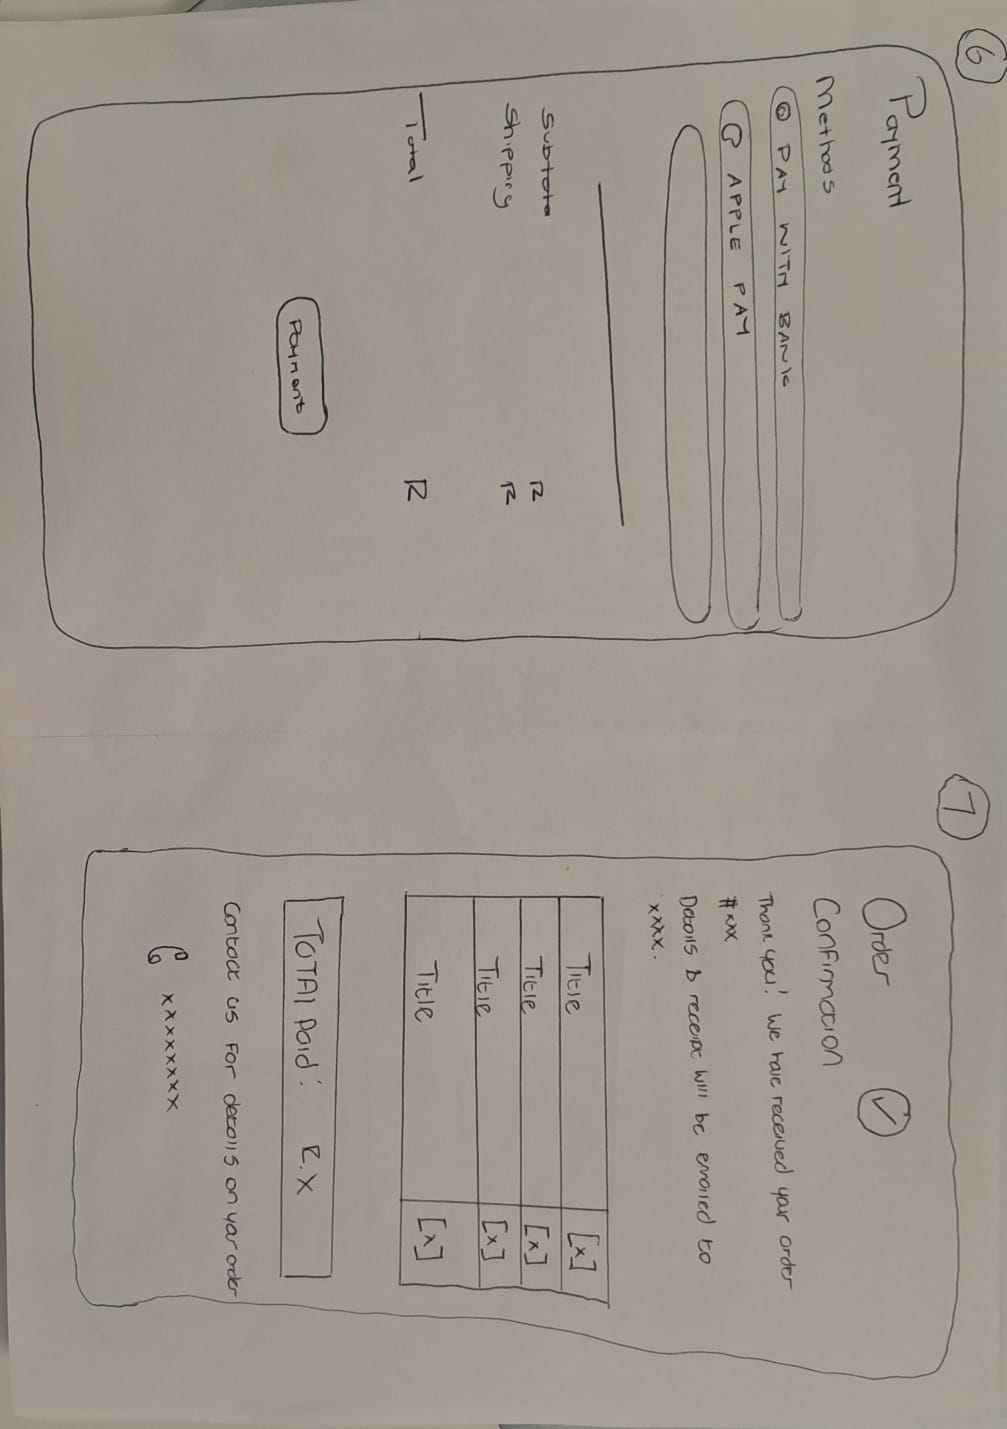 6
Payment
Methods
PAY WITH BANK
APPLE PAY
Subtota
R
Shipping
R
Total
R
Payment
7
Order
Confirmation
Thank you! We have received your order
#xxx
Details & receipt will be emailed to
xxxx.
Title [x]
Title [x]
Title [x]
Title [x]
TOTAl Paid: R.X
Contact us For details on your order
xxxxxxxx